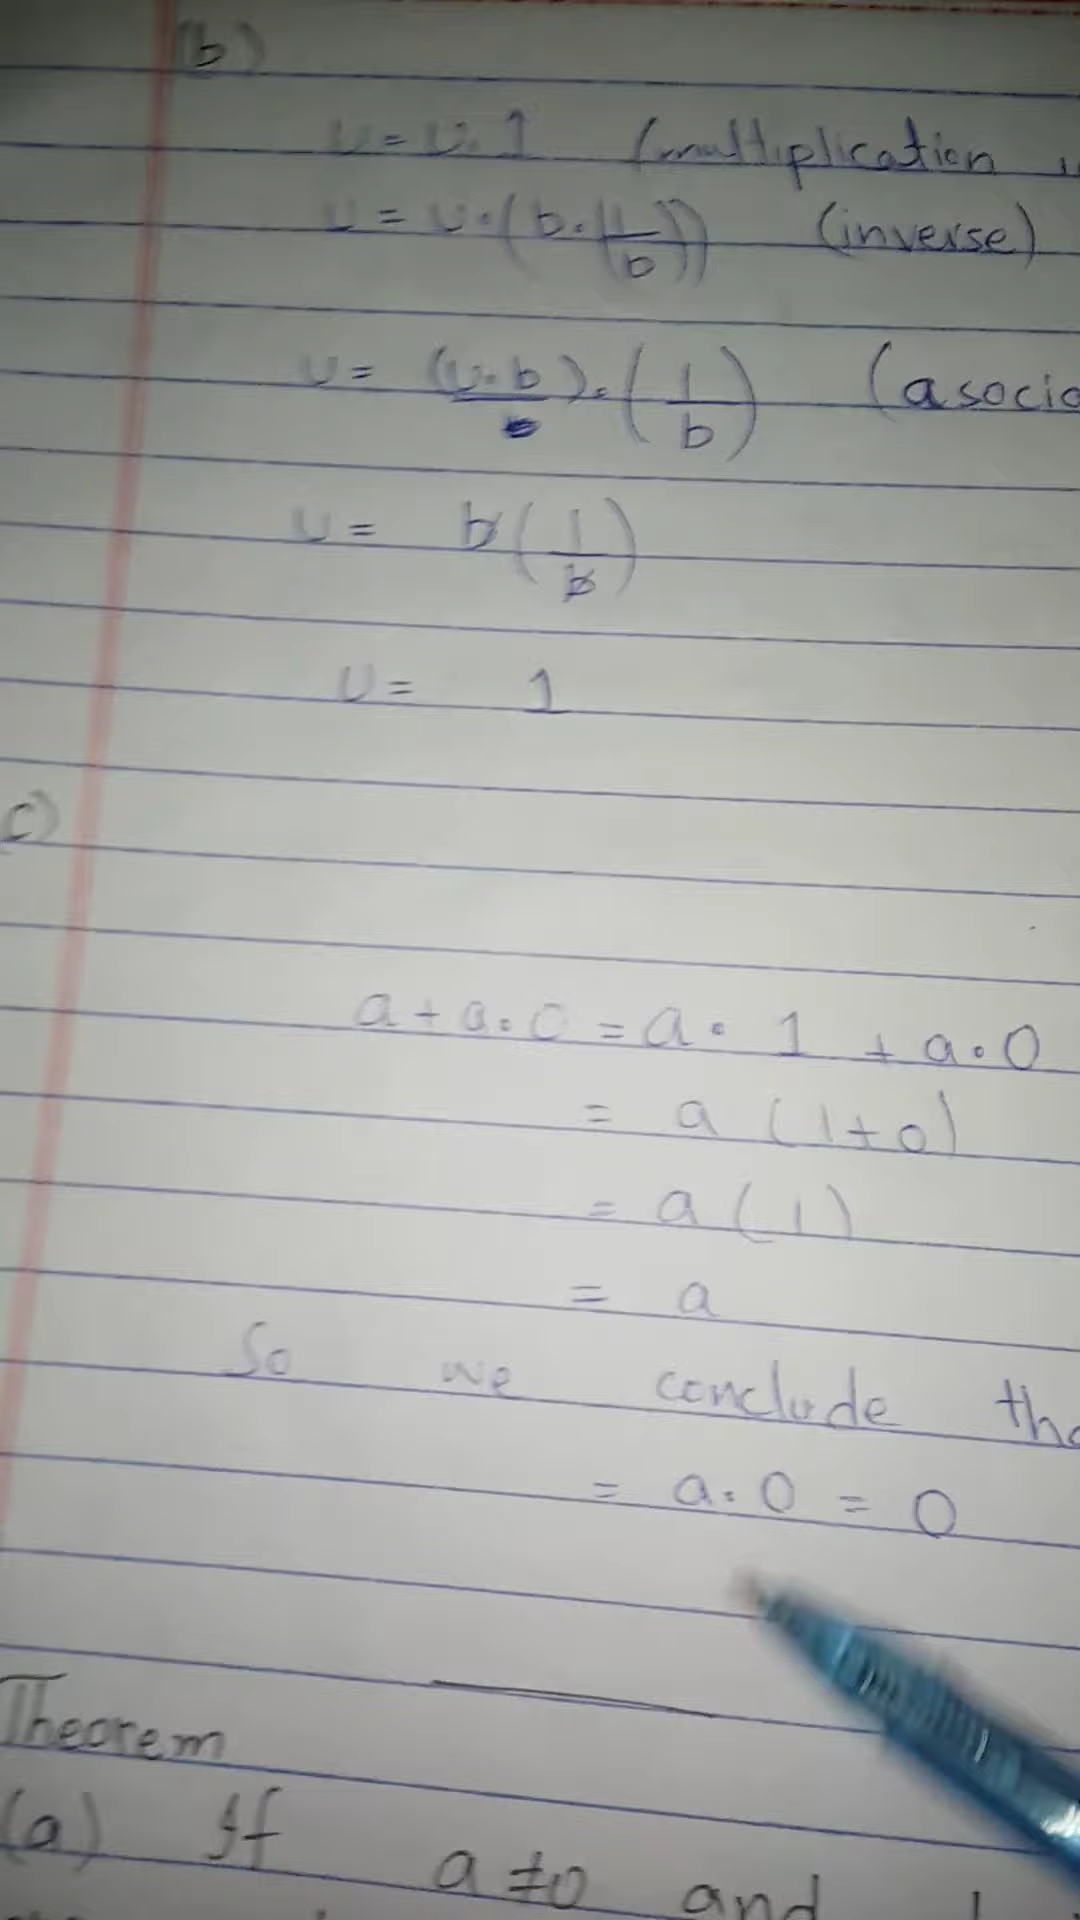 (b)
u = u.1 (multiplication
u = u.(b.(1/b)) (inverse)
u = (u.b).(1/b) (asocia
u = b(1/b)
u = 1
c)
a + a.0 = a . 1 + a.0
= a (1+0)
= a (1)
= a
So we conclude tha
= a.0 = 0
Theorem
(a) If a ≠0 and